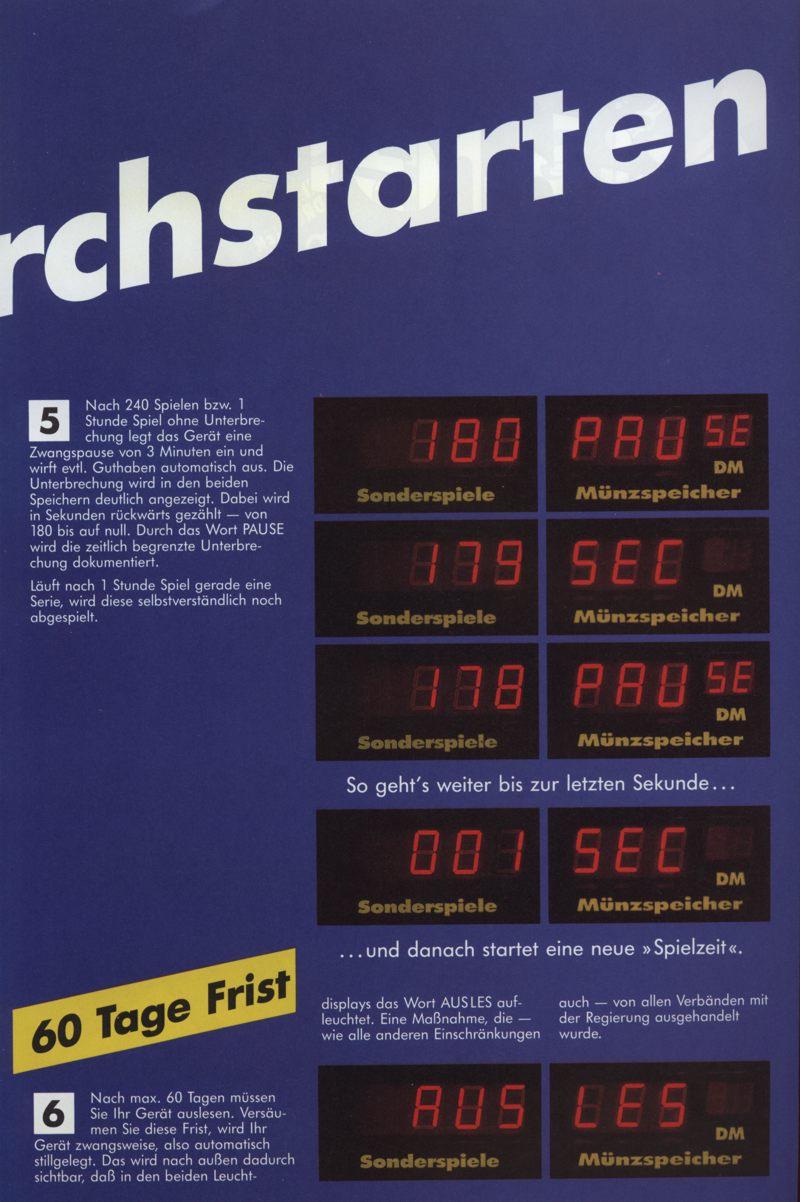 rchstarten
5
Nach 240 Spielen bzw. 1
Stunde Spiel ohne Unterbre-
chung legt das Gerät eine
Zwangspause von 3 Minuten ein und
wirft evtl. Guthaben automatisch aus. Die
Unterbrechung wird in den beiden
Speichern deutlich angezeigt. Dabei wird
in Sekunden rückwärts gezählt — von
180 bis auf null. Durch das Wort PAUSE
wird die zeitlich begrenzte Unterbre-
chung dokumentiert.
Läuft nach 1 Stunde Spiel gerade eine
Serie, wird diese selbstverständlich noch
abgespielt.
180
Sonderspiele
PAUSE
DM
Münzspeicher
179
Sonderspiele
SEC
DM
Münzspeicher
178
Sonderspiele
PAUSE
DM
Münzspeicher
So geht's weiter bis zur letzten Sekunde...
001
Sonderspiele
SEC
DM
Münzspeicher
...und danach startet eine neue »Spielzeit«.
60 Tage Frist
6
Nach max. 60 Tagen müssen
Sie Ihr Gerät auslesen. Versäu-
men Sie diese Frist, wird Ihr
Gerät zwangsweise, also automatisch
stillgelegt. Das wird nach außen dadurch
sichtbar, daß in den beiden Leucht-
displays das Wort AUSLES auf-
leuchtet. Eine Maßnahme, die —
wie alle anderen Einschränkungen
auch — von allen Verbänden mit
der Regierung ausgehandelt
wurde.
AUS
Sonderspiele
LES
DM
Münzspeicher